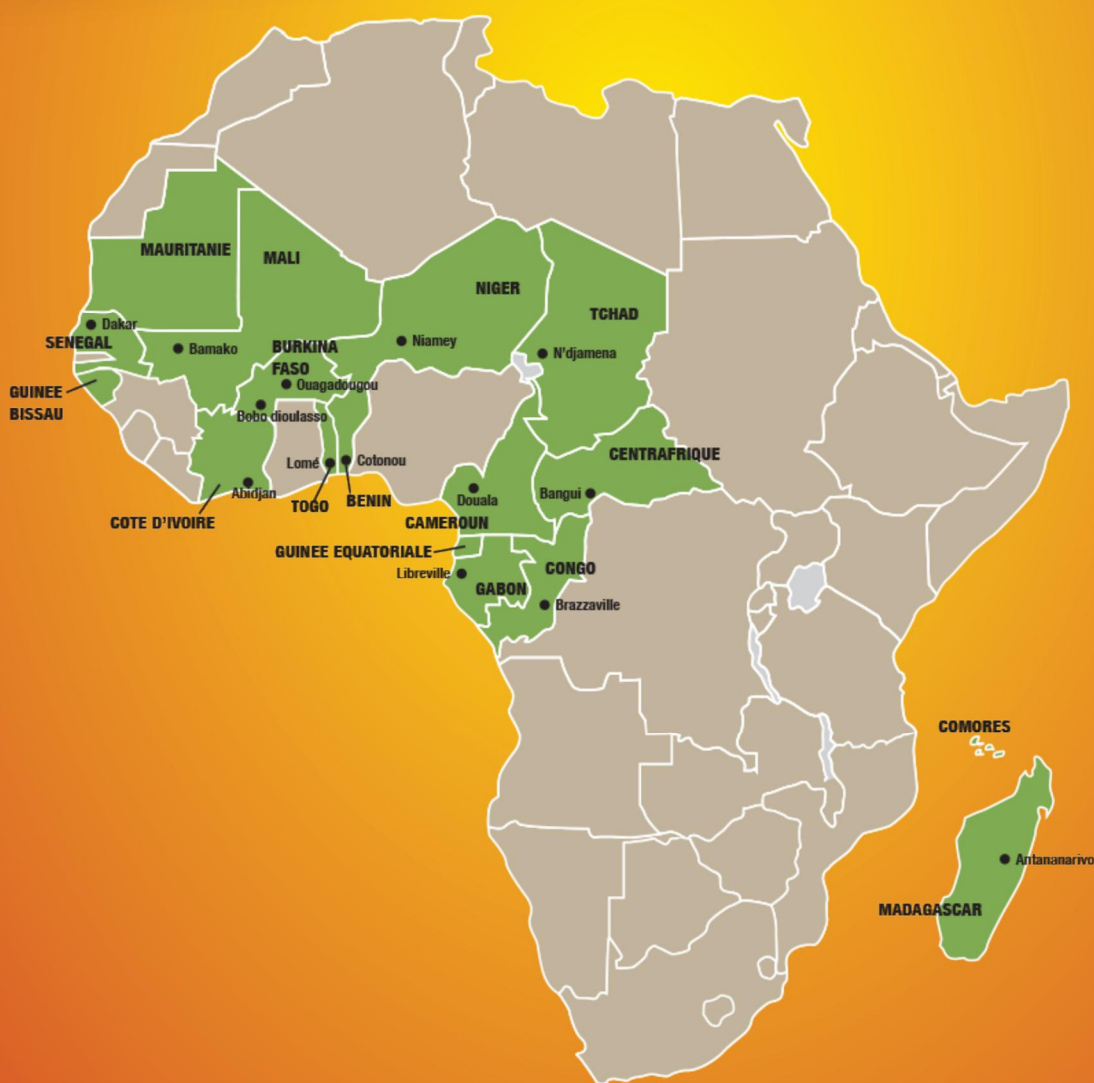 MAURITANIE
MALI
NIGER
TCHAD
Dakar
SENEGAL
Bamako
BURKINA
FASO
Niamey
N'djamena
Ouagadougou
GUINEE
BISSAU
Bobo dioulasso
Lomé
Cotonou
CENTRAFRIQUE
Abidjan
TOGO
BENIN
Douala
Bangui
COTE D'IVOIRE
CAMEROUN
GUINEE EQUATORIALE
Libreville
GABON
CONGO
Brazzaville
COMORES
Antananarivo
MADAGASCAR